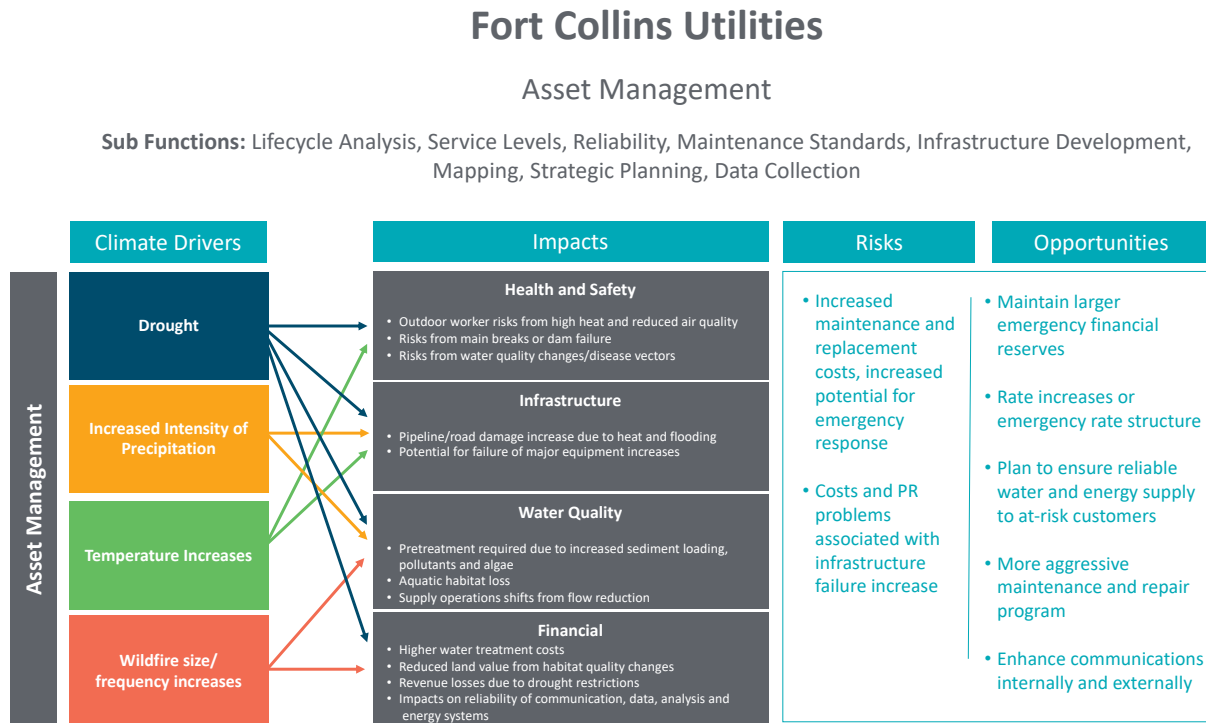 Fort Collins Utilities
Asset Management
Sub Functions: Lifecycle Analysis, Service Levels, Reliability, Maintenance Standards, Infrastructure Development,
Mapping, Strategic Planning, Data Collection
Climate Drivers
Impacts
Risks
Opportunities
Asset Management
Drought
Increased Intensity of
Precipitation
Temperature Increases
Wildfire size/
frequency increases
Health and Safety
• Outdoor worker risks from high heat and reduced air quality
• Risks from main breaks or dam failure
• Risks from water quality changes/disease vectors
Infrastructure
• Pipeline/road damage increase due to heat and flooding
• Potential for failure of major equipment increases
Water Quality
• Pretreatment required due to increased sediment loading,
pollutants and algae
• Aquatic habitat loss
• Supply operations shifts from flow reduction
Financial
• Higher water treatment costs
• Reduced land value from habitat quality changes
• Revenue losses due to drought restrictions
• Impacts on reliability of communication, data, analysis and
energy systems
• Increased
maintenance and
replacement
costs, increased
potential for
emergency
response
• Costs and PR
problems
associated with
infrastructure
failure increase
• Maintain larger
emergency financial
reserves
• Rate increases or
emergency rate structure
• Plan to ensure reliable
water and energy supply
to at-risk customers
• More aggressive
maintenance and repair
program
• Enhance communications
internally and externally